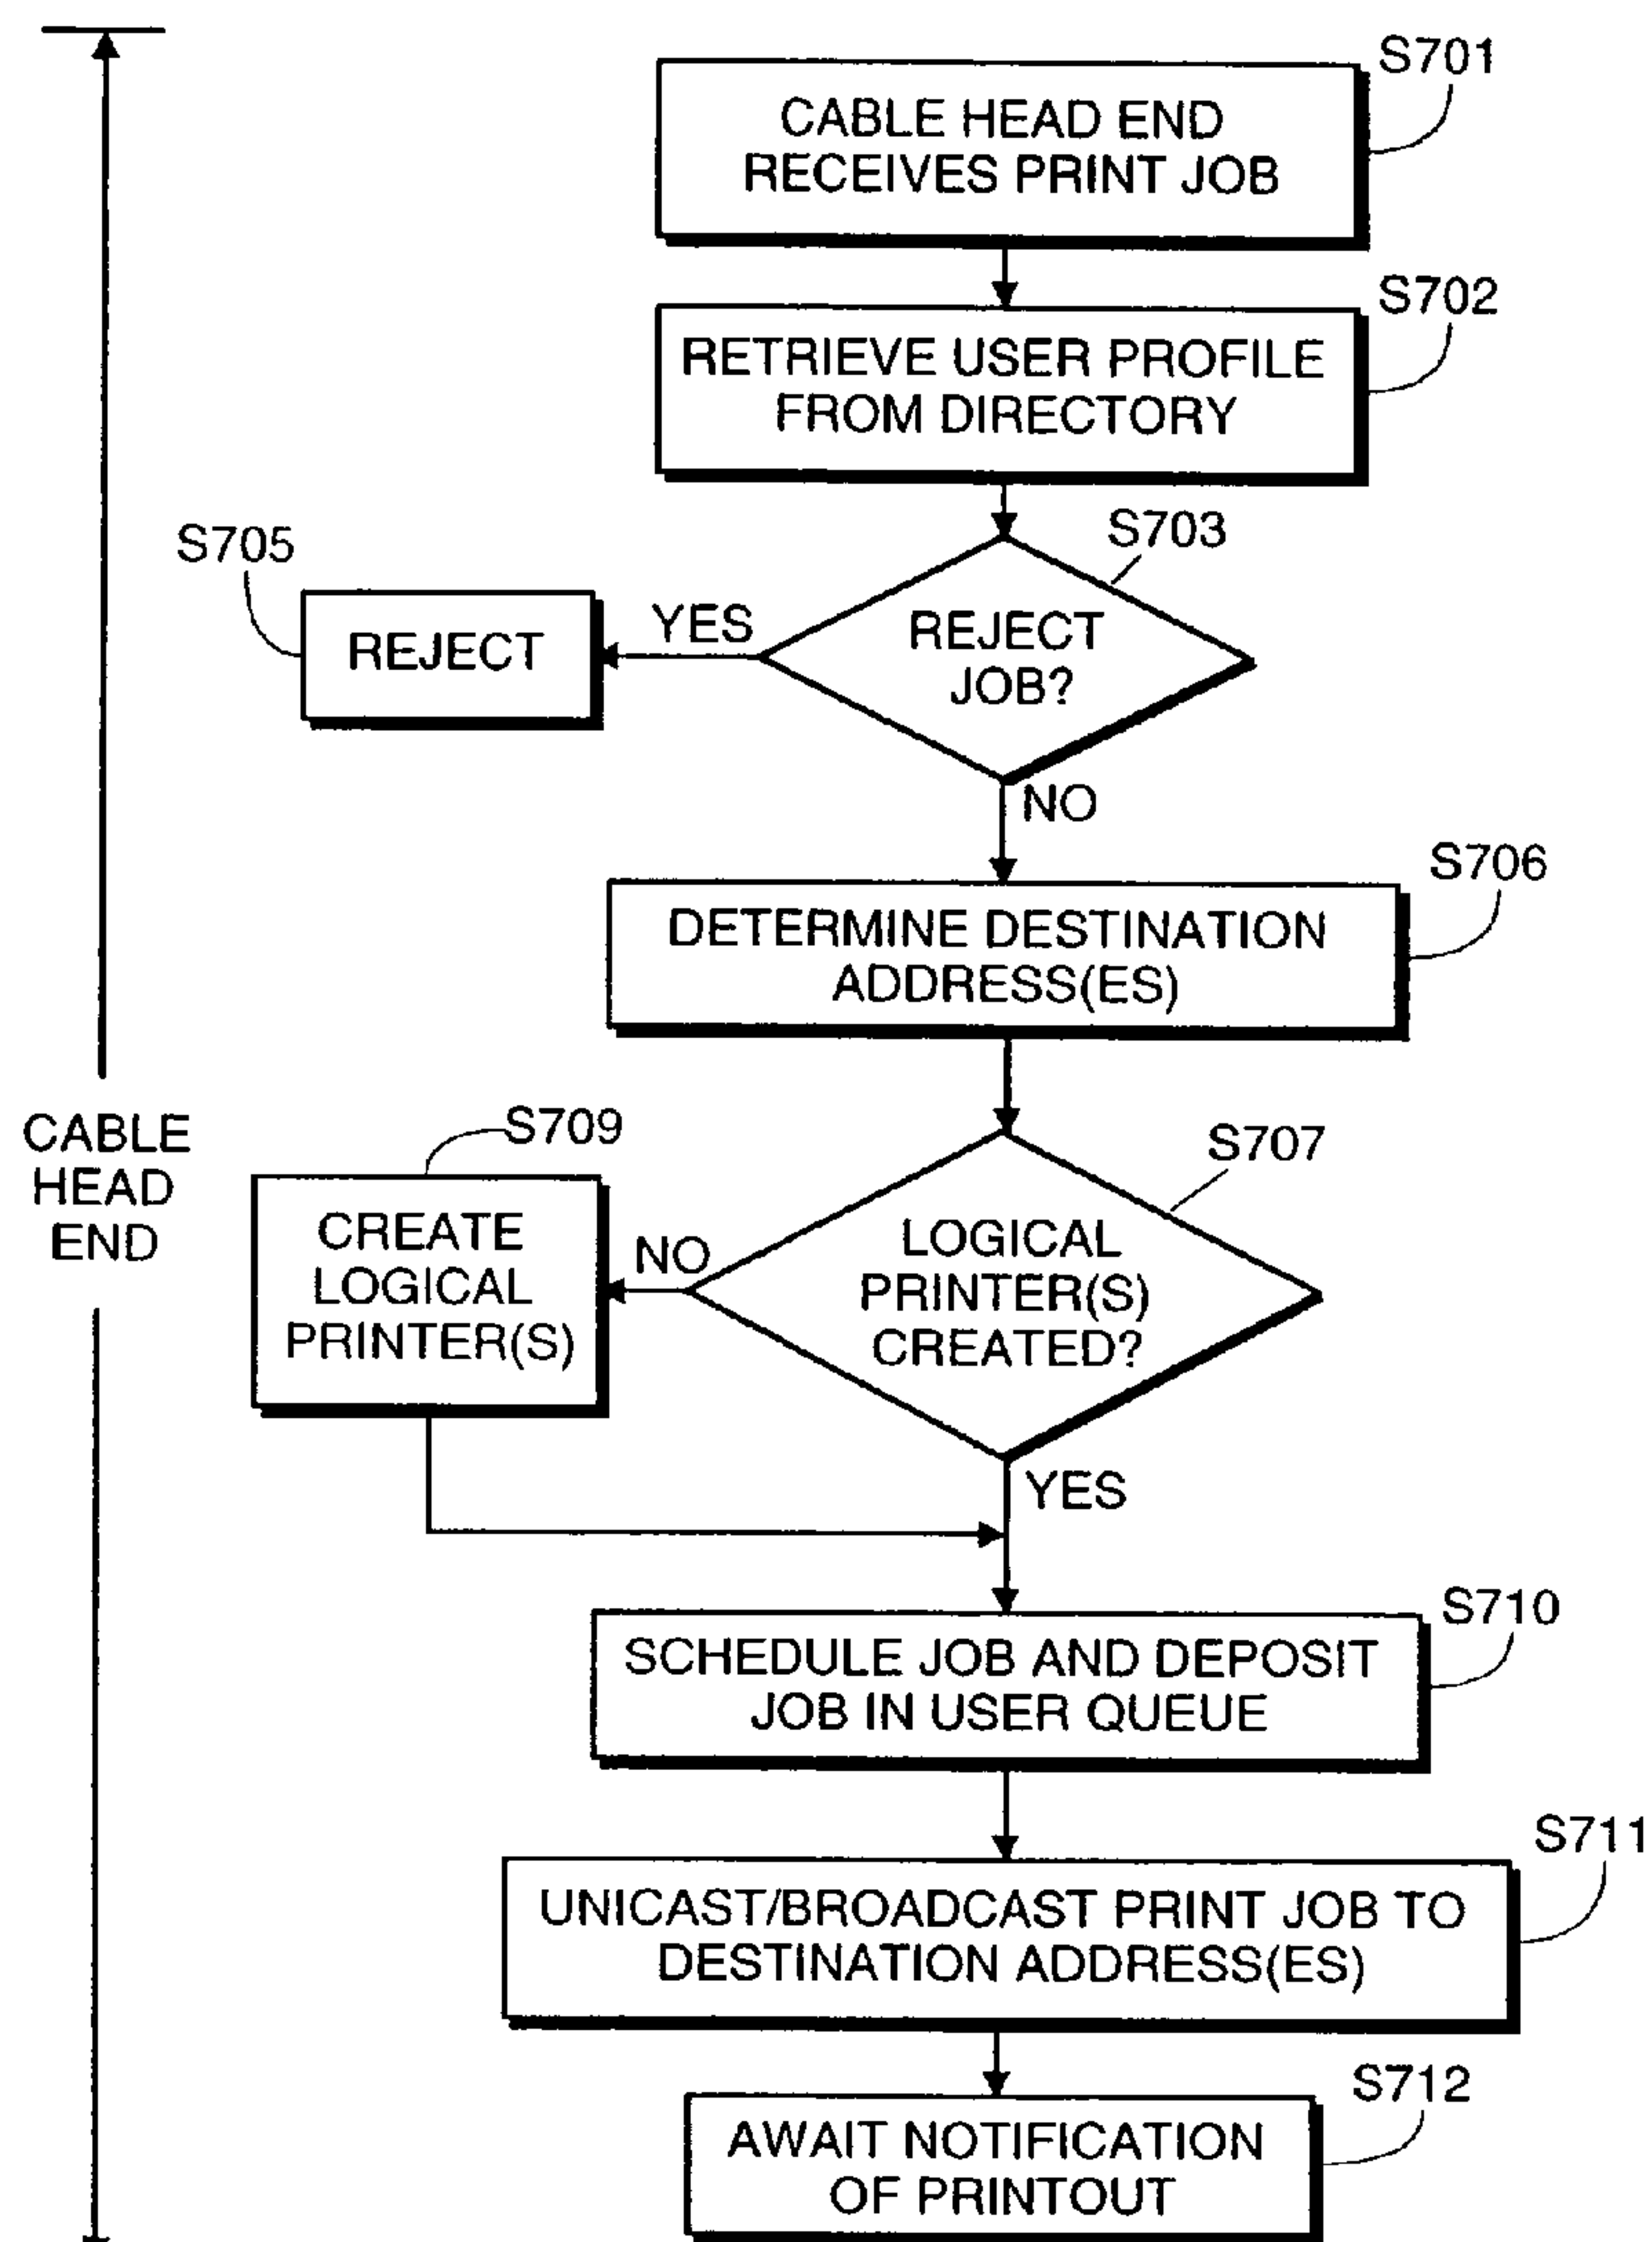 S701
CABLE HEAD END
RECEIVES PRINT JOB
S702
RETRIEVE USER PROFILE
FROM DIRECTORY
S703
S705
REJECT
YES
REJECT
JOB?
NO
S706
DETERMINE DESTINATION
ADDRESS(ES)
CABLE
HEAD
END
S709
S707
CREATE
LOGICAL
PRINTER(S)
NO
LOGICAL
PRINTER(S)
CREATED?
YES
S710
SCHEDULE JOB AND DEPOSIT
JOB IN USER QUEUE
S711
UNICAST/BROADCAST PRINT JOB TO
DESTINATION ADDRESS(ES)
S712
AWAIT NOTIFICATION
OF PRINTOUT